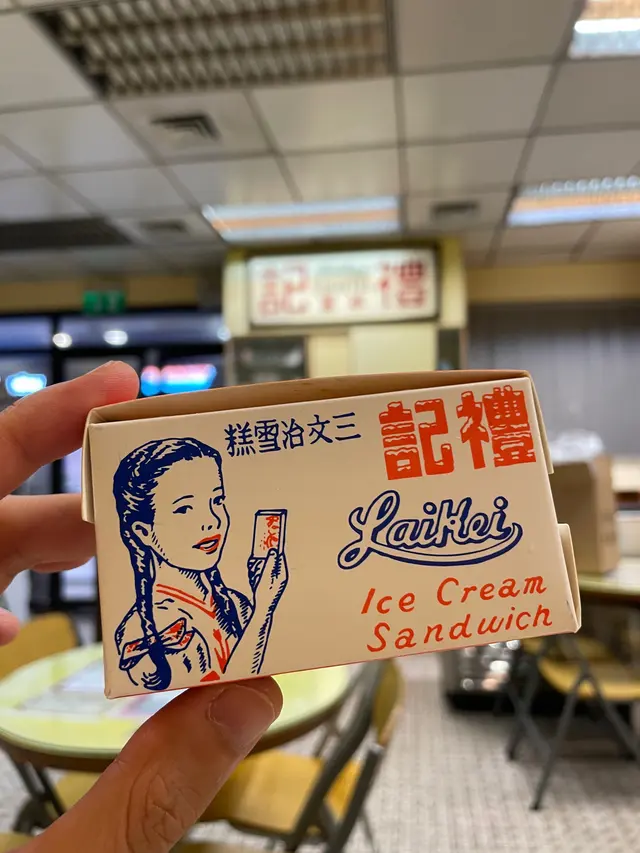 禮記
禮記
三文治雪糕
LaiKei
Ice Cream
Sandwich